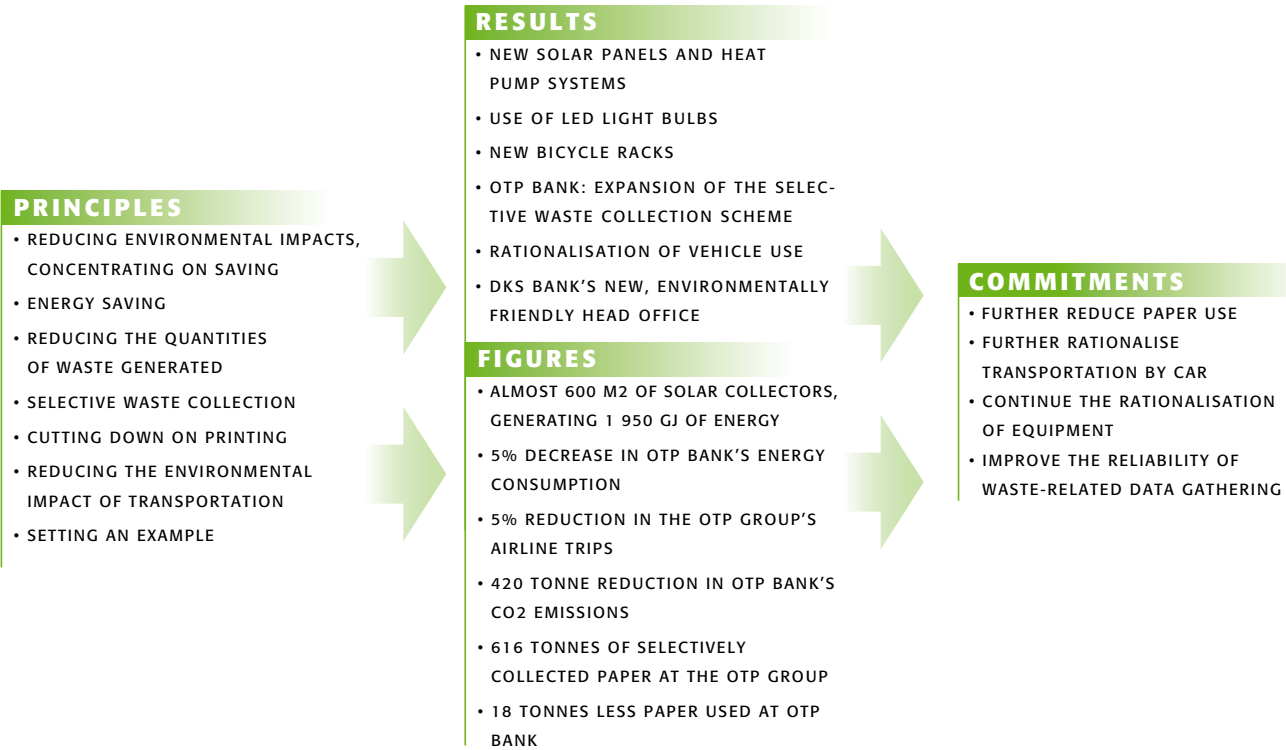 PRINCIPLES
• REDUCING ENVIRONMENTAL IMPACTS,
CONCENTRATING ON SAVING
• ENERGY SAVING
• REDUCING THE QUANTITIES
OF WASTE GENERATED
• SELECTIVE WASTE COLLECTION
• CUTTING DOWN ON PRINTING
• REDUCING THE ENVIRONMENTAL
IMPACT OF TRANSPORTATION
• SETTING AN EXAMPLE
RESULTS
• NEW SOLAR PANELS AND HEAT
PUMP SYSTEMS
• USE OF LED LIGHT BULBS
• NEW BICYCLE RACKS
• OTP BANK: EXPANSION OF THE SELEC-
TIVE WASTE COLLECTION SCHEME
• RATIONALISATION OF VEHICLE USE
• DKS BANK'S NEW, ENVIRONMENTALLY
FRIENDLY HEAD OFFICE
FIGURES
• ALMOST 600 M2 OF SOLAR COLLECTORS,
GENERATING 1 950 GJ OF ENERGY
• 5% DECREASE IN OTP BANK'S ENERGY
CONSUMPTION
• 5% REDUCTION IN THE OTP GROUP'S
AIRLINE TRIPS
• 420 TONNE REDUCTION IN OTP BANK'S
CO2 EMISSIONS
• 616 TONNES OF SELECTIVELY
COLLECTED PAPER AT THE OTP GROUP
• 18 TONNES LESS PAPER USED AT OTP
BANK
COMMITMENTS
• FURTHER REDUCE PAPER USE
• FURTHER RATIONALISE
TRANSPORTATION BY CAR
• CONTINUE THE RATIONALISATION
OF EQUIPMENT
• IMPROVE THE RELIABILITY OF
WASTE-RELATED DATA GATHERING